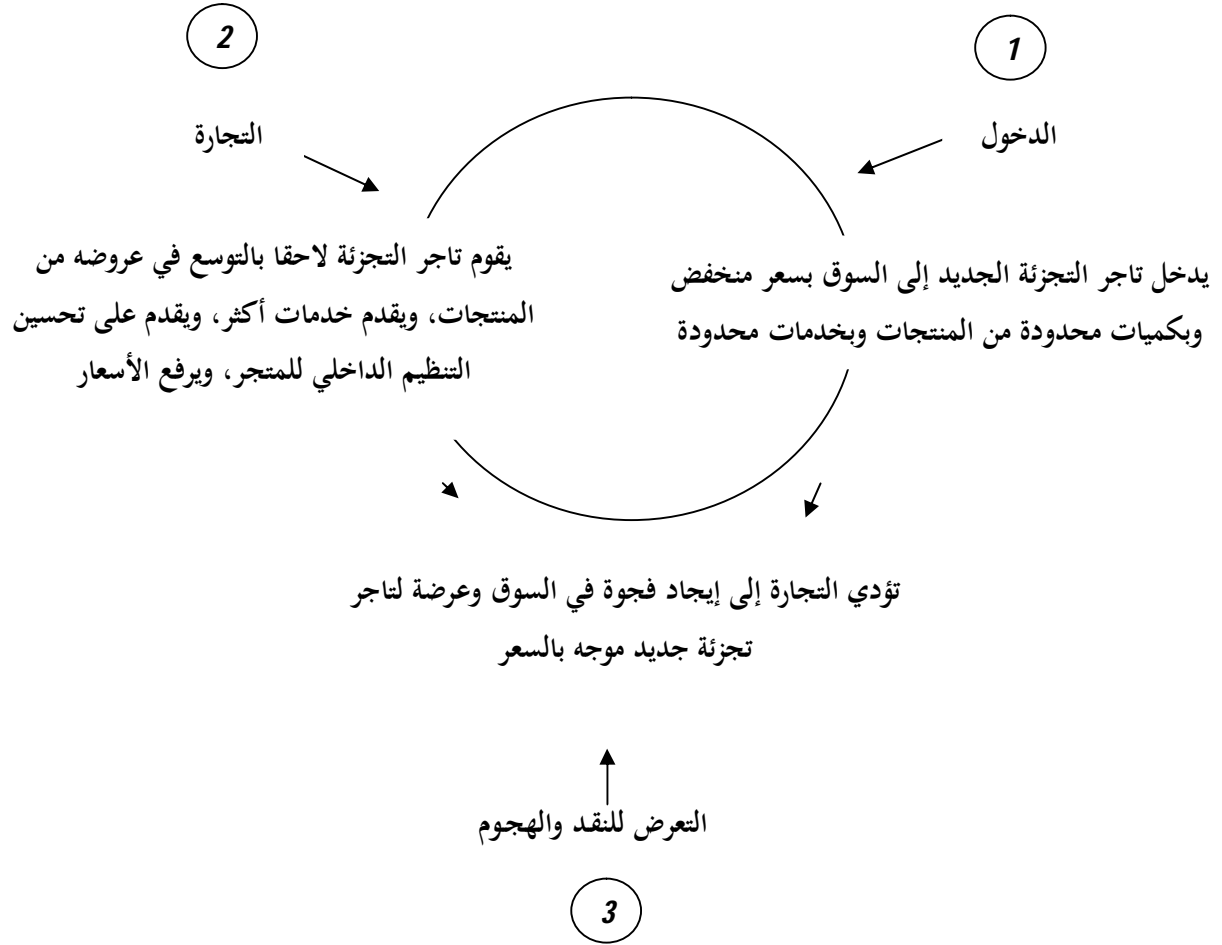 1
الدخول
يدخل تاجر التجزئة الجديد إلى السوق بسعر منخفض
وبكميات محدودة من المنتجات وبخدمات محدودة
2
التجارة
يقوم تاجر التجزئة لاحقا بالتوسع في عروضه من
المنتجات، ويقدم خدمات أكثر، ويقدم على تحسين
التنظيم الداخلي للمتجر، ويرفع الأسعار
تؤدي التجارة إلى إيجاد فجوة في السوق وعرضة لتاجر
تجزئة جديد موجه بالسعر
التعرض للنقد والهجوم
3